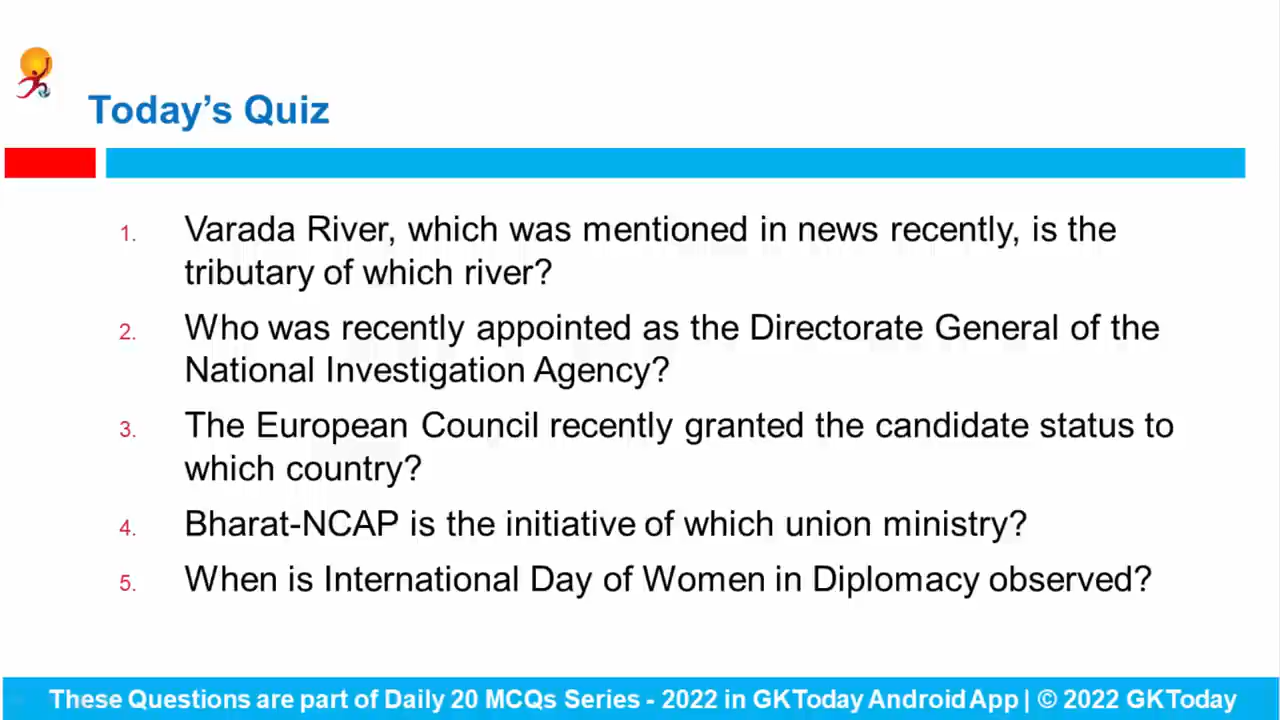 Today’s Quiz
1. Varada River, which was mentioned in news recently, is the
tributary of which river?
2. Who was recently appointed as the Directorate General of the
National Investigation Agency?
3. The European Council recently granted the candidate status to
which country?
4. Bharat-NCAP is the initiative of which union ministry?
5. When is International Day of Women in Diplomacy observed?
These Questions are part of Daily 20 MCQs Series - 2022 in GKToday Android App | © 2022 GKToday